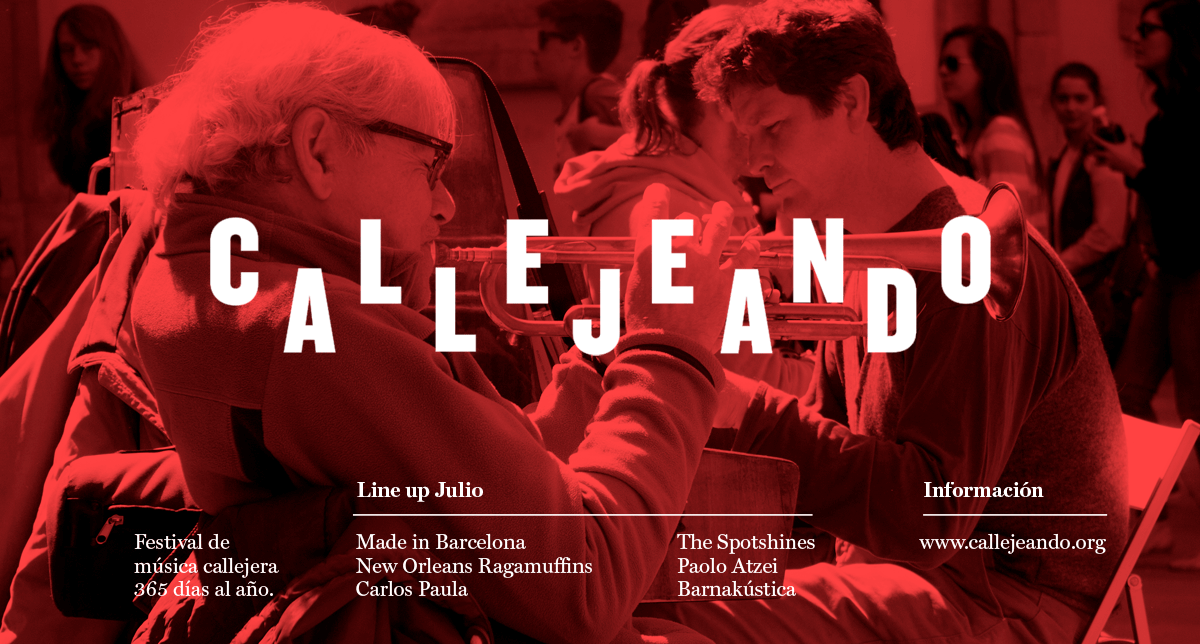 CALLEJEANDO
Festival de
música callejera
365 días al año.
Line up Julio
Made in Barcelona
New Orleans Ragamuffins
Carlos Paula
The Spotshines
Paolo Atzei
Barnakústica
Información
www.callejeando.org